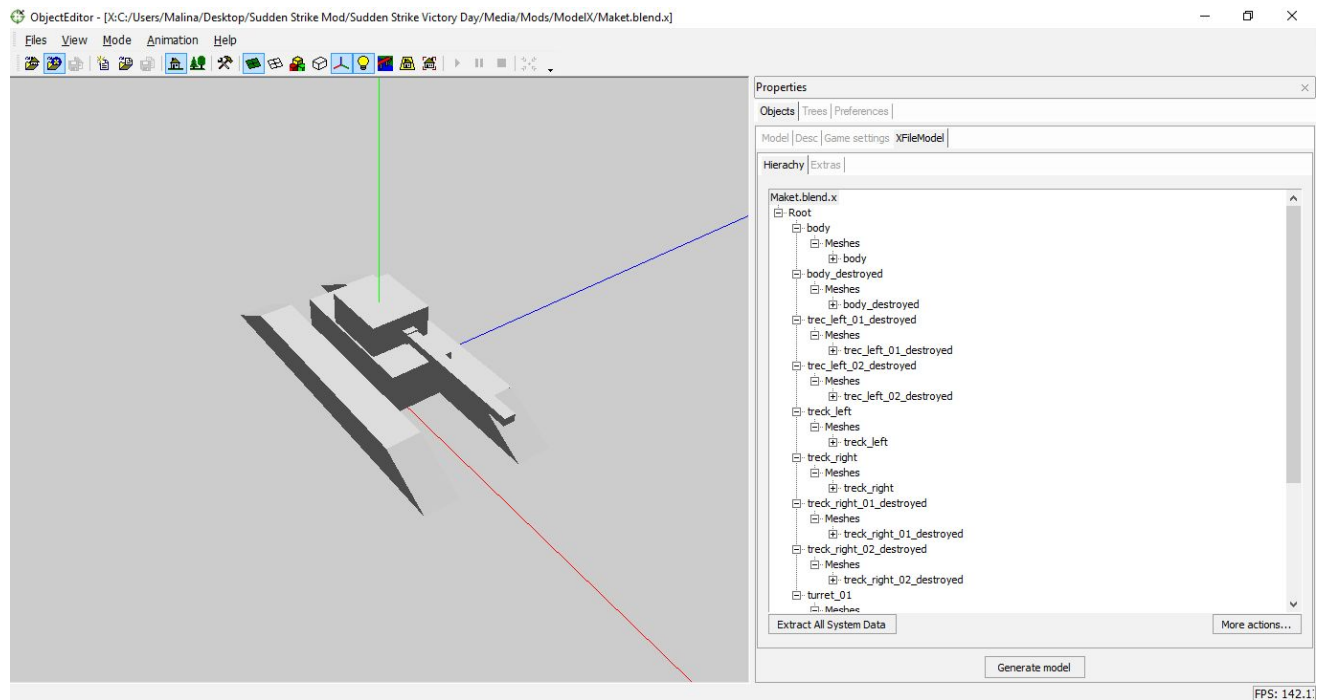 ObjectEditor - [X:C:/Users/Malina/Desktop/Sudden Strike Mod/Sudden Strike Victory Day/Media/Mods/ModelX/Maket.blend.x]
Files View Mode Animation Help
Properties
Objects Trees Preferences
Model Desc Game settings XFileModel
Hierachy Extras
Maket.blend.x
Root
body
Meshes
body
body_destroyed
Meshes
body_destroyed
trec_left_01_destroyed
Meshes
trec_left_01_destroyed
trec_left_02_destroyed
Meshes
trec_left_02_destroyed
treck_left
Meshes
treck_left
treck_right
Meshes
treck_right
treck_right_01_destroyed
Meshes
treck_right_01_destroyed
treck_right_02_destroyed
Meshes
treck_right_02_destroyed
turret_01
Meshes
Extract All System Data More actions...
Generate model
FPS: 142.1